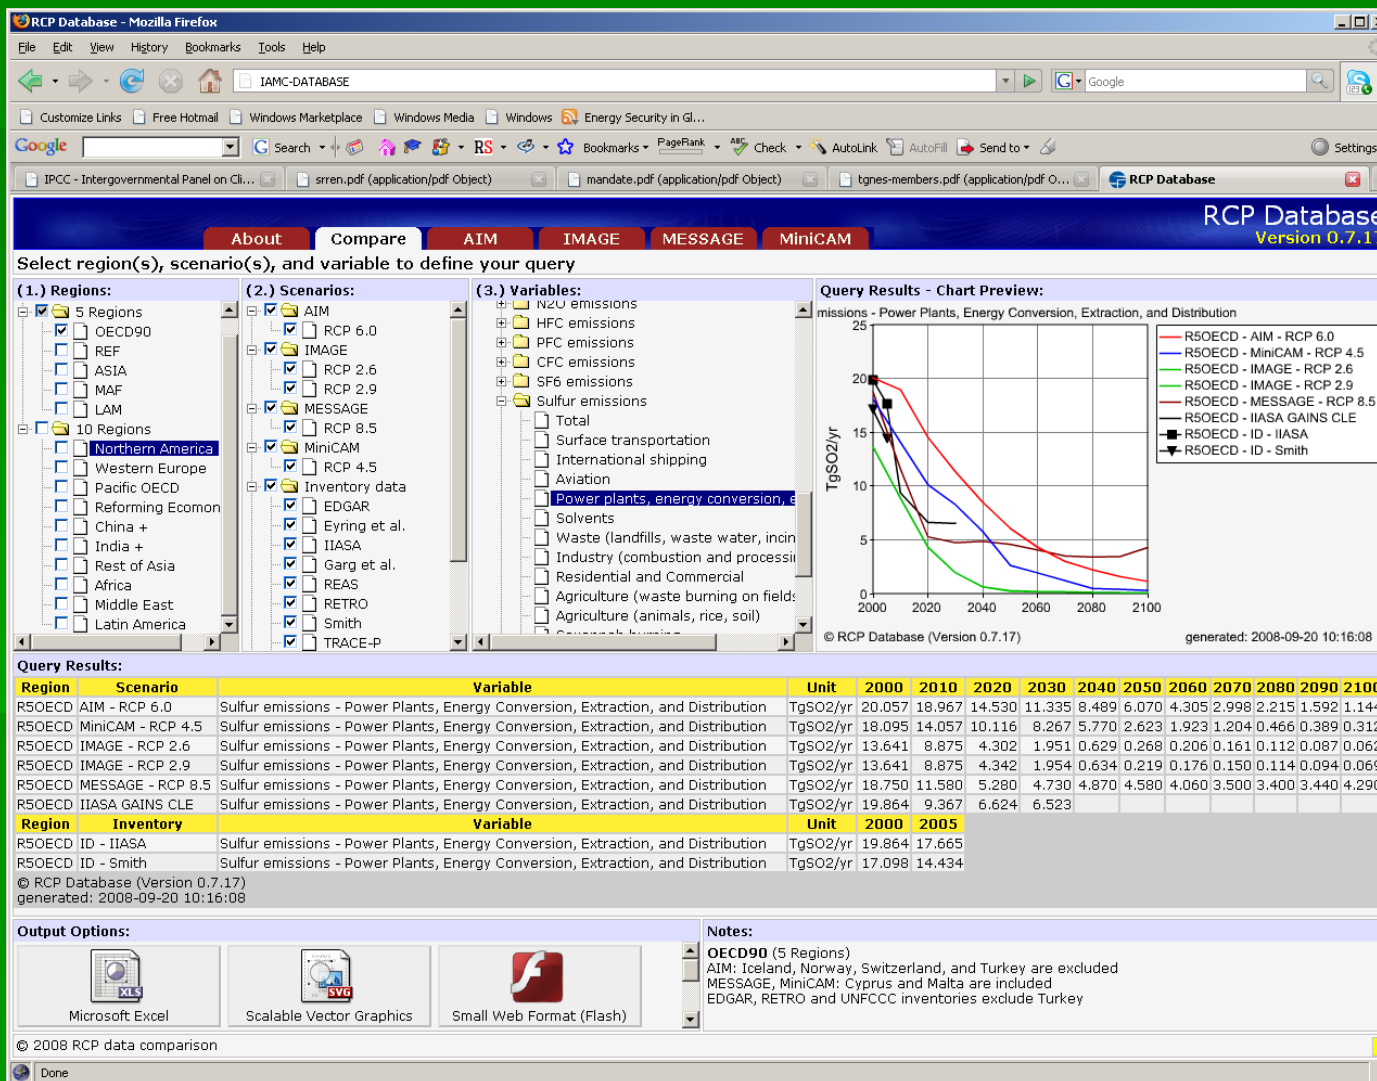 RCP Database - Mozilla Firefox
File Edit View History Bookmarks Tools Help
IAMC-DATABASE
G Google
Customize Links Free Hotmail Windows Marketplace Windows Media Windows Energy Security in Gl...
Google G Search Bookmarks PageRank ABC Check AutoLink AutoFill Send to Settings
IPCC - Intergovernmental Panel on Cli... srren.pdf (application/pdf Object) mandate.pdf (application/pdf Object) tgnes-members.pdf (application/pdf O... RCP Database
RCP Database
Version 0.7.17
About Compare AIM IMAGE MESSAGE MiniCAM
Select region(s), scenario(s), and variable to define your query
(1.) Regions:
5 Regions
OECD90
REF
ASIA
MAF
LAM
10 Regions
Northern America
Western Europe
Pacific OECD
Reforming Econom
China +
India +
Rest of Asia
Africa
Middle East
Latin America
(2.) Scenarios:
AIM
RCP 6.0
IMAGE
RCP 2.6
RCP 2.9
MESSAGE
RCP 8.5
MiniCAM
RCP 4.5
Inventory data
EDGAR
Eyring et al.
IIASA
Garg et al.
REAS
RETRO
Smith
TRACE-P
(3.) Variables:
N2O emissions
HFC emissions
PFC emissions
CFC emissions
SF6 emissions
Sulfur emissions
Total
Surface transportation
International shipping
Aviation
Power plants, energy conversion, e
Solvents
Waste (landfills, waste water, incin
Industry (combustion and processin
Residential and Commercial
Agriculture (waste burning on fields
Agriculture (animals, rice, soil)
Savannah burning
Query Results - Chart Preview:
missions - Power Plants, Energy Conversion, Extraction, and Distribution
25
20
15
10
5
0
TgSO2/yr
2000 2020 2040 2060 2080 2100
R5OECD - AIM - RCP 6.0
R5OECD - MiniCAM - RCP 4.5
R5OECD - IMAGE - RCP 2.6
R5OECD - IMAGE - RCP 2.9
R5OECD - MESSAGE - RCP 8.5
R5OECD - IIASA GAINS CLE
R5OECD - ID - IIASA
R5OECD - ID - Smith
© RCP Database (Version 0.7.17) generated: 2008-09-20 10:16:08
Query Results:
Region Scenario Variable Unit 2000 2010 2020 2030 2040 2050 2060 2070 2080 2090 2100
R5OECD AIM - RCP 6.0 Sulfur emissions - Power Plants, Energy Conversion, Extraction, and Distribution TgSO2/yr 20.057 18.967 14.530 11.335 8.489 6.070 4.305 2.998 2.215 1.592 1.144
R5OECD MiniCAM - RCP 4.5 Sulfur emissions - Power Plants, Energy Conversion, Extraction, and Distribution TgSO2/yr 18.095 14.057 10.116 8.267 5.770 2.623 1.923 1.204 0.466 0.389 0.312
R5OECD IMAGE - RCP 2.6 Sulfur emissions - Power Plants, Energy Conversion, Extraction, and Distribution TgSO2/yr 13.641 8.875 4.302 1.951 0.629 0.268 0.206 0.161 0.112 0.087 0.062
R5OECD IMAGE - RCP 2.9 Sulfur emissions - Power Plants, Energy Conversion, Extraction, and Distribution TgSO2/yr 13.641 8.875 4.342 1.954 0.634 0.219 0.176 0.150 0.114 0.094 0.069
R5OECD MESSAGE - RCP 8.5 Sulfur emissions - Power Plants, Energy Conversion, Extraction, and Distribution TgSO2/yr 18.750 11.580 5.280 4.730 4.870 4.580 4.060 3.500 3.400 3.440 4.290
R5OECD IIASA GAINS CLE Sulfur emissions - Power Plants, Energy Conversion, Extraction, and Distribution TgSO2/yr 19.864 9.367 6.624 6.523
Region Inventory Variable Unit 2000 2005
R5OECD ID - IIASA Sulfur emissions - Power Plants, Energy Conversion, Extraction, and Distribution TgSO2/yr 19.864 17.665
R5OECD ID - Smith Sulfur emissions - Power Plants, Energy Conversion, Extraction, and Distribution TgSO2/yr 17.098 14.434
© RCP Database (Version 0.7.17)
generated: 2008-09-20 10:16:08
Output Options:
XLS
Microsoft Excel
SVG
Scalable Vector Graphics
Small Web Format (Flash)
Notes:
OECD90 (5 Regions)
AIM: Iceland, Norway, Switzerland, and Turkey are excluded
MESSAGE, MiniCAM: Cyprus and Malta are included
EDGAR, RETRO and UNFCCC inventories exclude Turkey
© 2008 RCP data comparison
Done